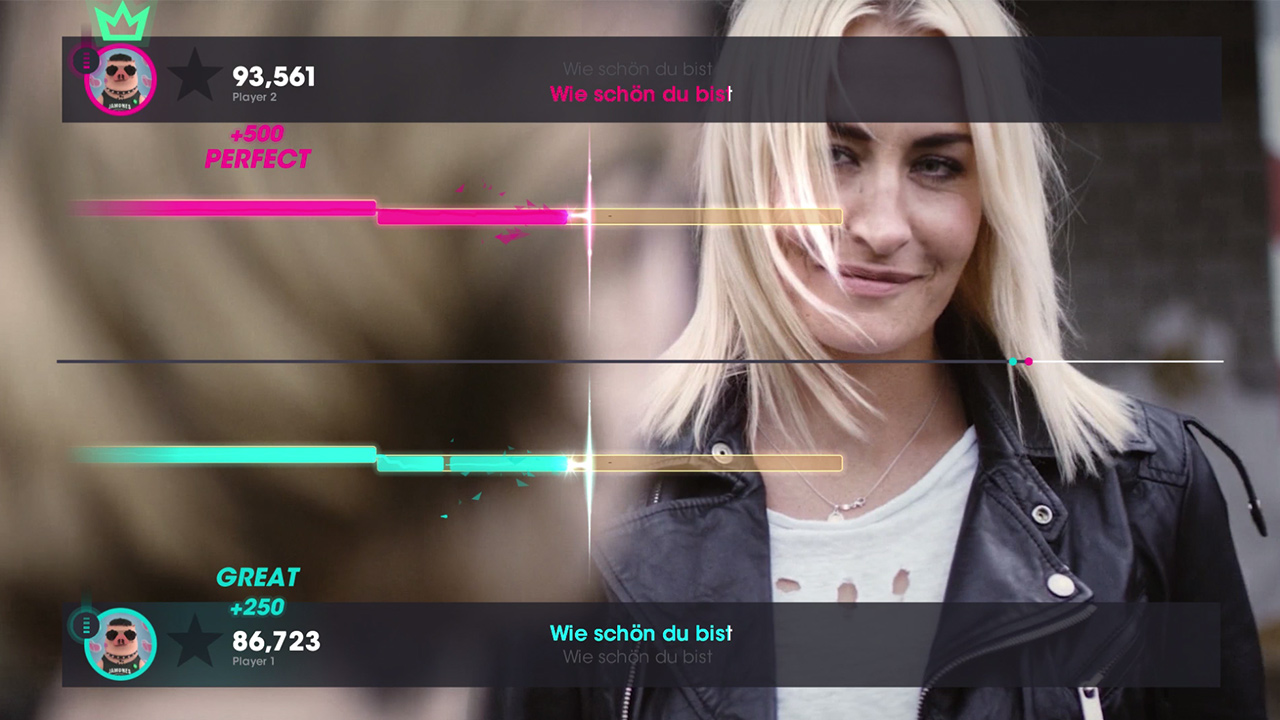 93,561
Player 2
Wie schön du bist
Wie schön du bist
+500
PERFECT
GREAT
+250
86,723
Player 1
Wie schön du bist
Wie schön du bist